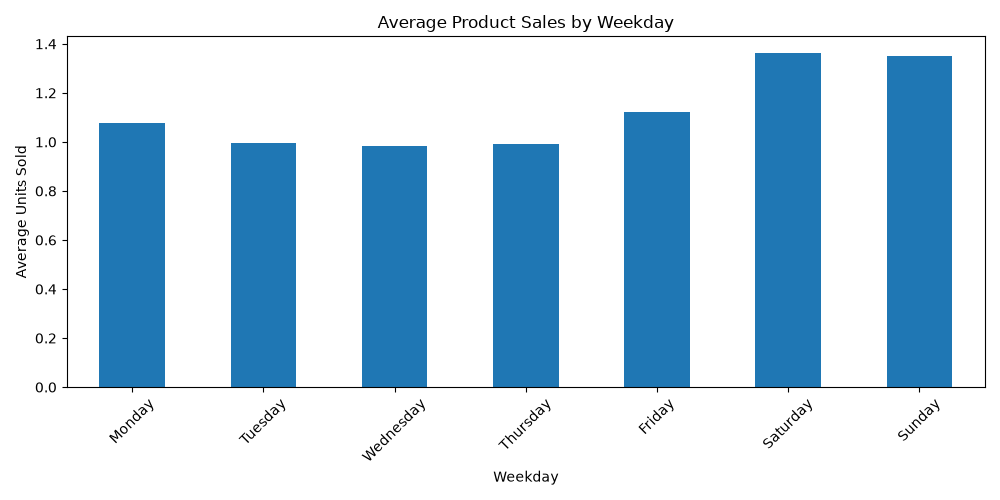 Average Product Sales by Weekday
Average Units Sold
1.4
1.2
1.0
0.8
0.6
0.4
0.2
0.0
Monday
Tuesday
Wednesday
Thursday
Friday
Saturday
Sunday
Weekday